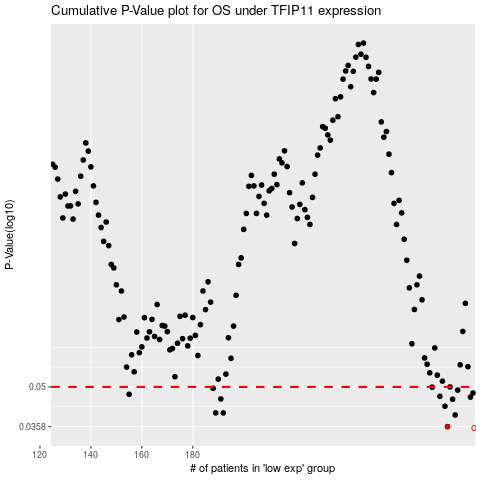 Cumulative P-Value plot for OS under TFIP11 expression
P-Value(log10)
0.05
0.0358
120 140 160 180
# of patients in 'low exp' group